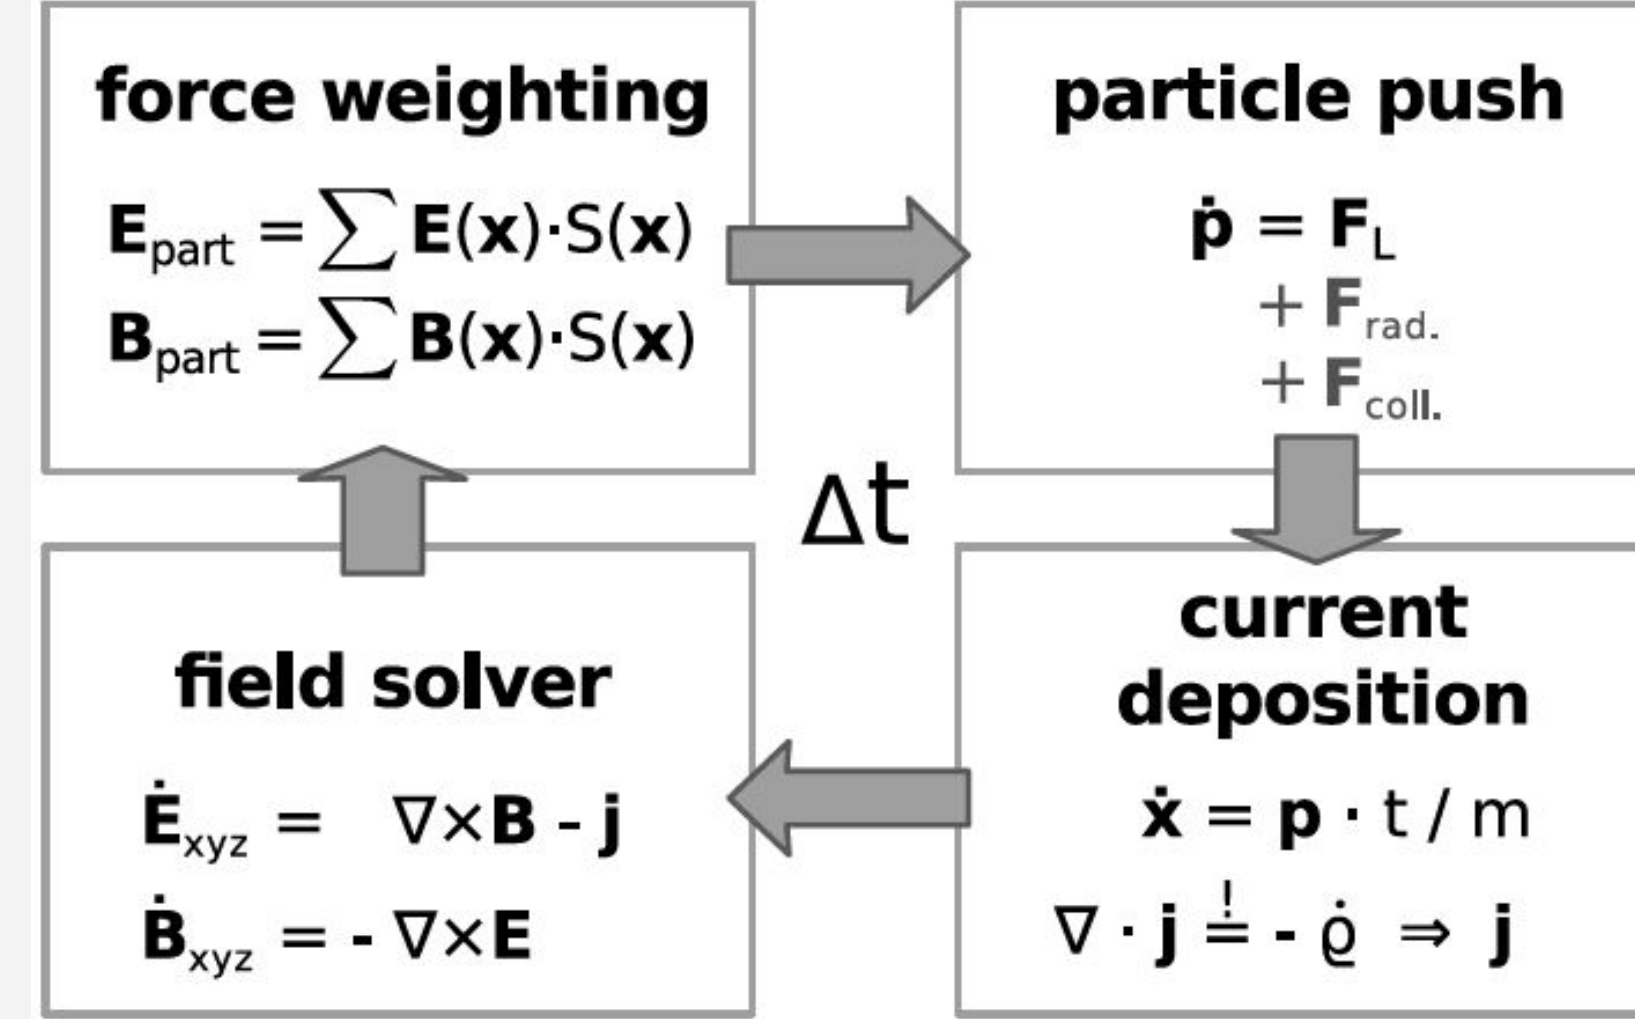 force weighting
E_part = ∑ E(x)·S(x)
B_part = ∑ B(x)·S(x)
particle push
ṗ = F_L
+ F_rad.
+ F_coll.
Δt
field solver
Ė_xyz = ∇×B - j
Ḃ_xyz = - ∇×E
current
deposition
ẋ = p · t / m
∇ · j =! - ϱ̇ ⇒ j